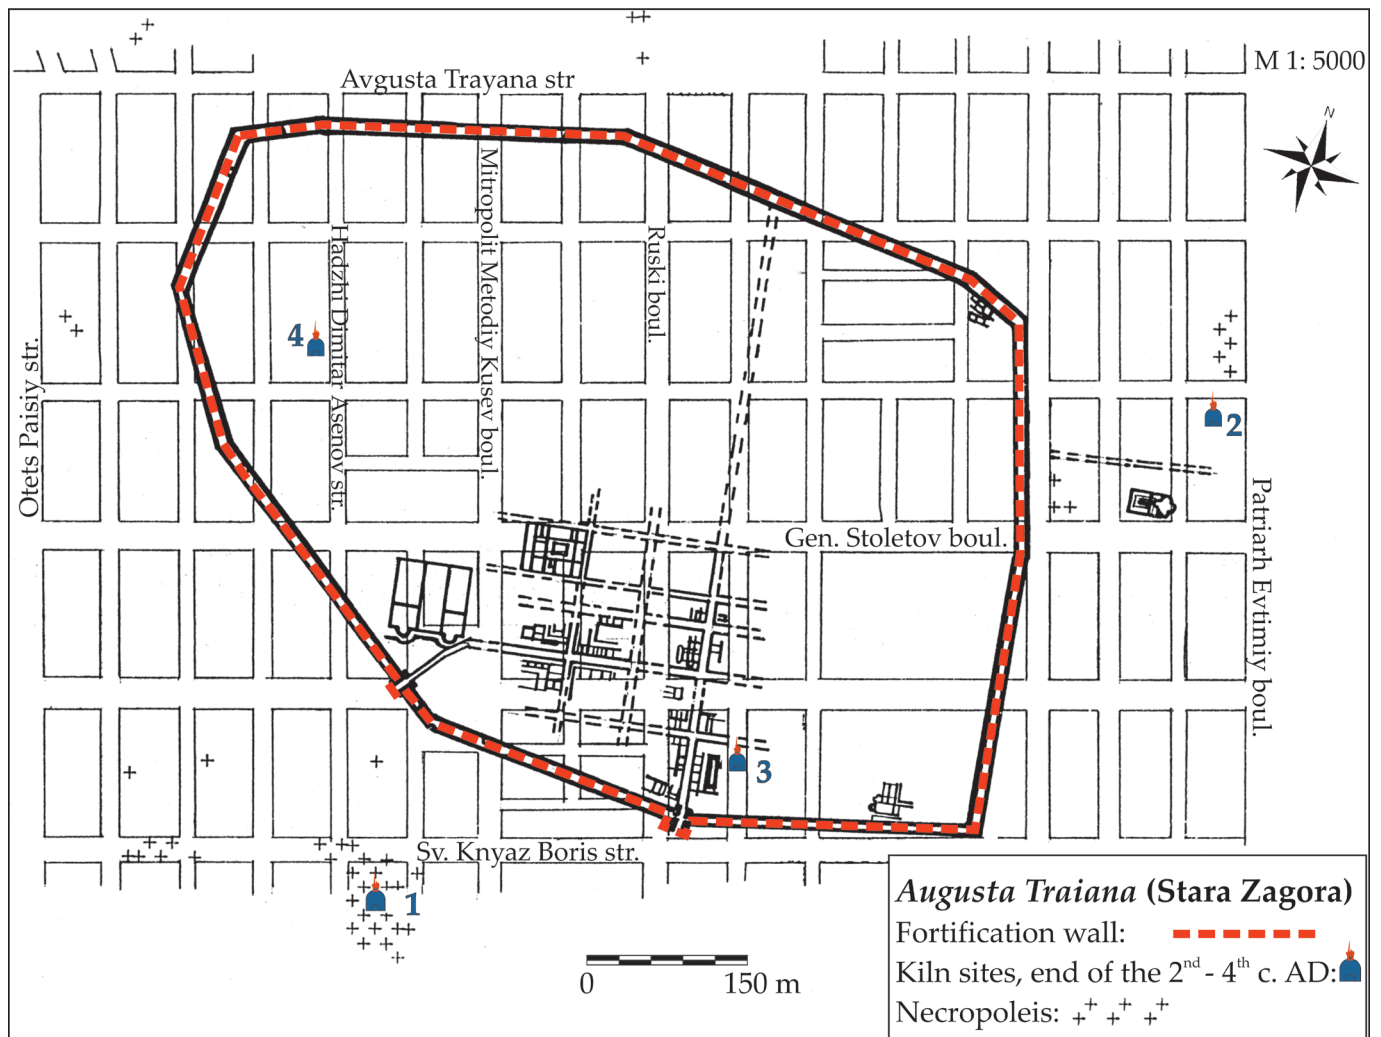 M 1: 5000
Avgusta Trayana str
N
Mitropolit Metodiy Kusev boul.
Hadzhi Dimitar Asenov str.
Ruski boul.
4
Otets Paisiy str.
2
Patriarh Evtimiy boul.
Gen. Stoletov boul.
3
Sv. Knyaz Boris str.
1
0 150 m
Augusta Traiana (Stara Zagora)
Fortification wall:
Kiln sites, end of the 2nd - 4th c. AD:
Necropoleis: